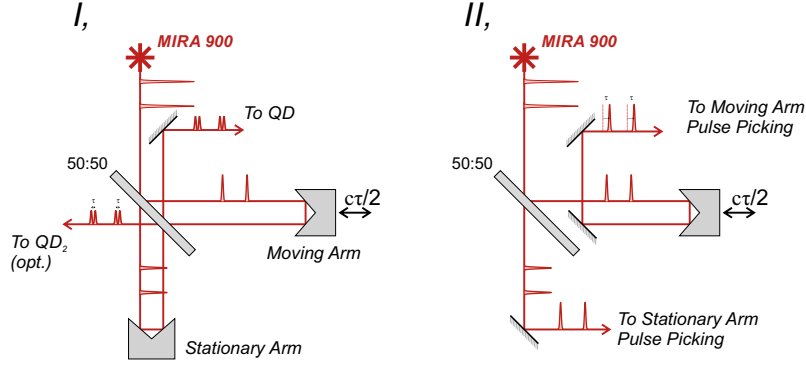 I,
MIRA 900
To QD
50:50
τ
τ
cτ/2
To QD2
(opt.)
Moving Arm
Stationary Arm
II,
MIRA 900
τ
τ
To Moving Arm
Pulse Picking
50:50
cτ/2
To Stationary Arm
Pulse Picking